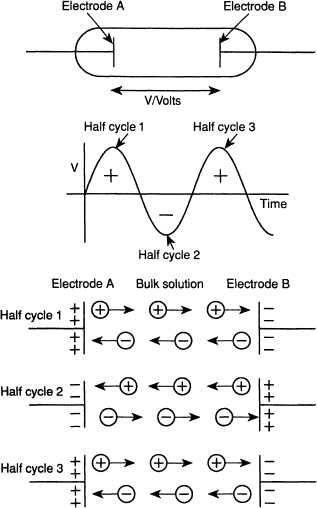 Electrode A Electrode B
V/Volts
Half cycle 1 Half cycle 3
V
+ +
Time
−
Half cycle 2
Electrode A Bulk solution Electrode B
Half cycle 1
+ + + + + + + − − − −
− − −
Half cycle 2
− − − − + + + + + + +
− − −
Half cycle 3
+ + + + + + + − − − −
− − −